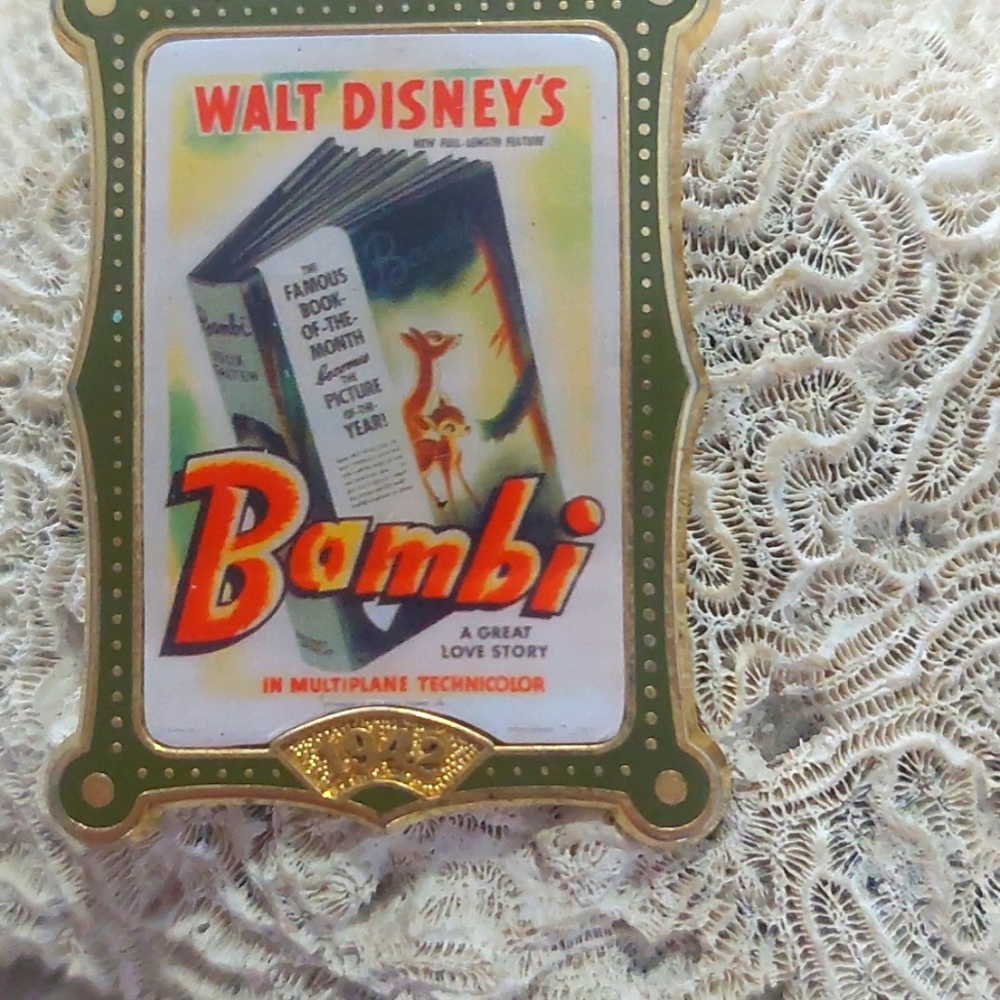 WALT DISNEY'S
NEW FULL-LENGTH FEATURE
Bambi
THE
FAMOUS
BOOK-
OF-THE-
MONTH
becomes
THE
PICTURE
OF-THE-
YEAR!
Bambi
Bambi
A GREAT
LOVE STORY
IN MULTIPLANE TECHNICOLOR
1942